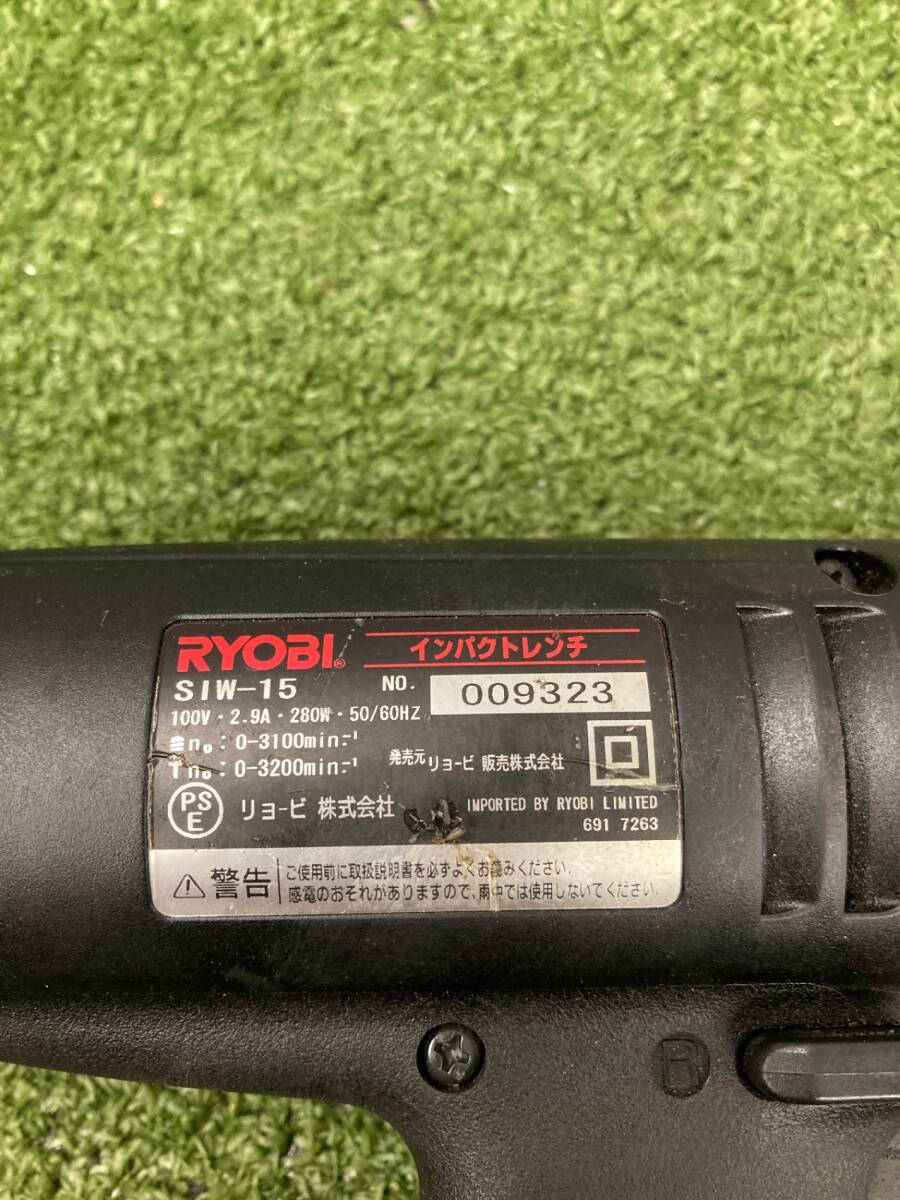 RYOBI® インパクトレンチ
SIW-15 NO. 009323
100V・2.9A・280W・50/60HZ
n₀: 0-3100min.⁻¹
n₀: 0-3200min.⁻¹
発売元 リョービ 販売株式会社
PSE リョービ 株式会社
IMPORTED BY RYOBI LIMITED
691 7263
⚠警告 ご使用前に取扱説明書を必ずよくお読みください.
感電のおそれがありますので、雨中では使用しないでください.
R